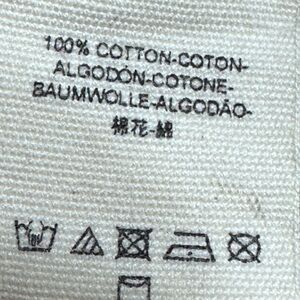 100% COTTON-COTON-
ALGODON-COTONE-
BAUMWOLLE-ALGODÃO-
棉花-綿